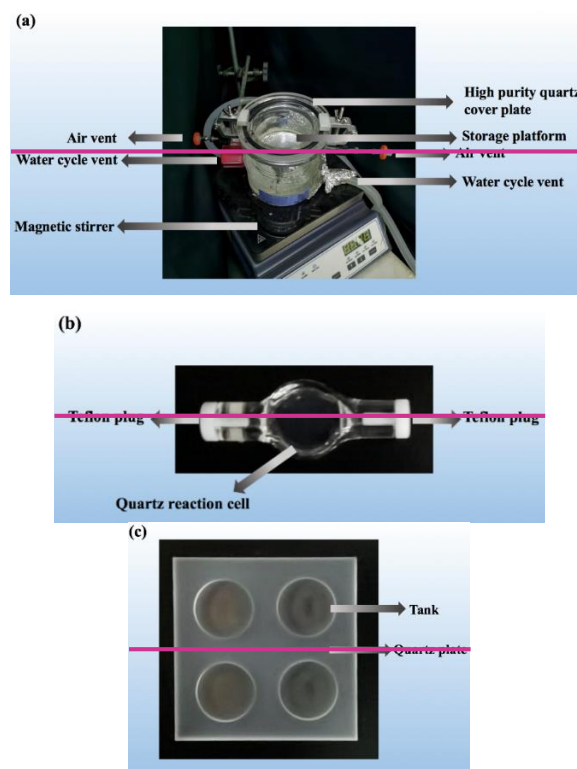 (a)
High purity quartz
cover plate
Air vent
Storage platform
Water cycle vent
Air vent
Water cycle vent
Magnetic stirrer
(b)
Teflon plug
Teflon plug
Quartz reaction cell
(c)
Tank
Quartz plate